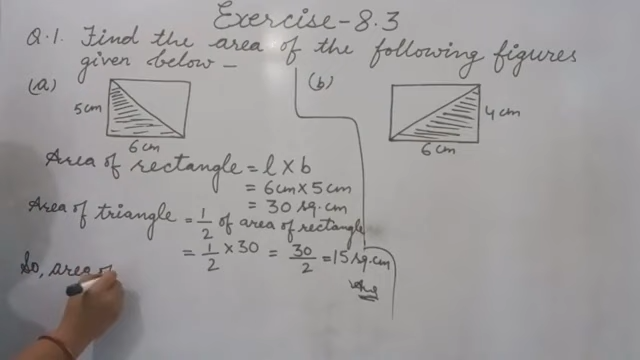 Exercise-8.3
Q.1. Find the area of the following figures
given below-
(a)
5cm
6cm
(b)
4cm
6cm
Area of rectangle = l × b
= 6cm × 5cm
= 30 sq.cm
Area of triangle = 1/2 of area of rectangle
= 1/2 × 30 = 30/2 = 15 sq.cm
Ans
So, area of